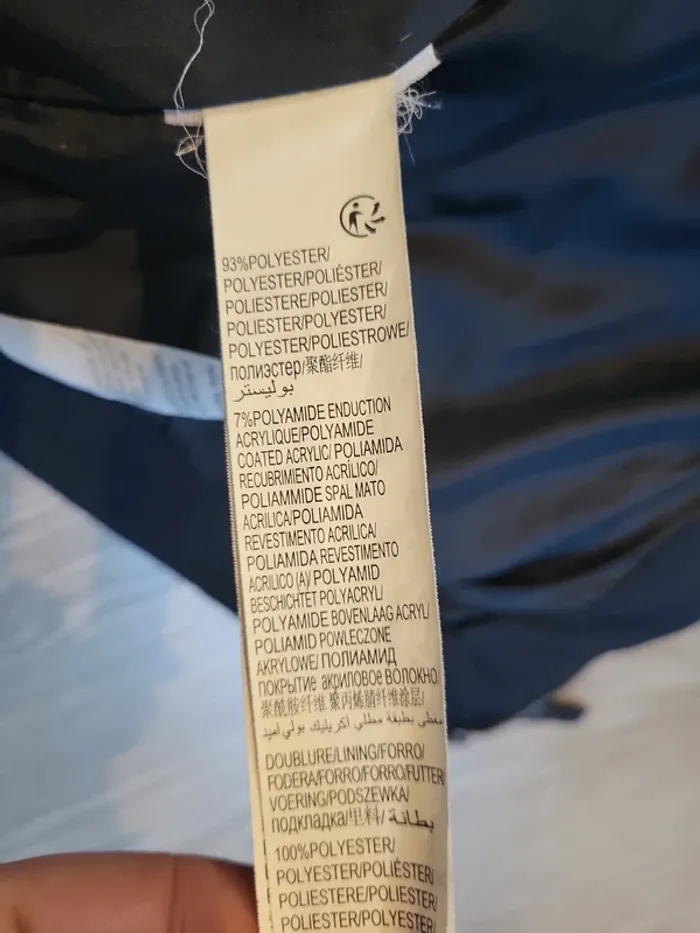 93%POLYESTER/
POLYESTER/POLIÉSTER/
POLIESTERE/POLIESTER/
POLIESTER/POLYESTER/
POLYESTER/POLIESTROWE/
полиэстер/聚酯纤维/
بوليستر
7%POLYAMIDE ENDUCTION
ACRYLIQUE/POLYAMIDE
COATED ACRYLIC/ POLIAMIDA
RECUBRIMIENTO ACRÍLICO/
POLIAMMIDE SPALMATO
ACRILICA/POLIAMIDA
REVESTIMENTO ACRILICA/
POLIAMIDA REVESTIMENTO
ACRILICO (A)/ POLYAMID
BESCHICHTET POLYACRYL/
POLYAMIDE BOVENLAAG ACRYL/
POLIAMID POWLECZONE
AKRYLOWE/ ПОЛИАМИД
ПОКРЫТИЕ акриловое ВОЛОКНО/
聚酰胺纤维 聚丙烯腈纤维涂层/
مغطى بطبقة مطلي اكريليك بولي أميد
DOUBLURE/LINING/FORRO/
FODERA/FORRO/FORRO/FUTTER/
VOERING/PODSZEWKA/
подкладка/里料/ بطانة
100%POLYESTER/
POLYESTER/POLIÉSTER/
POLIESTERE/POLIESTER/
POLIESTER/POLYESTER/